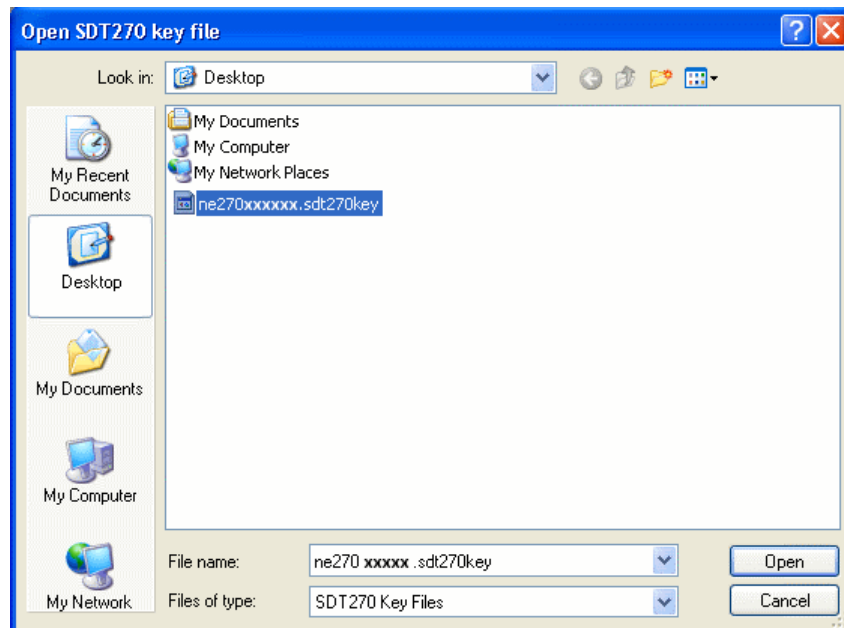 Open SDT270 key file
Look in: Desktop
My Documents
My Computer
My Network Places
ne270xxxxxx.sdt270key
My Recent
Documents
Desktop
My Documents
My Computer
My Network
File name: ne270 xxxxx .sdt270key Open
Files of type: SDT270 Key Files Cancel